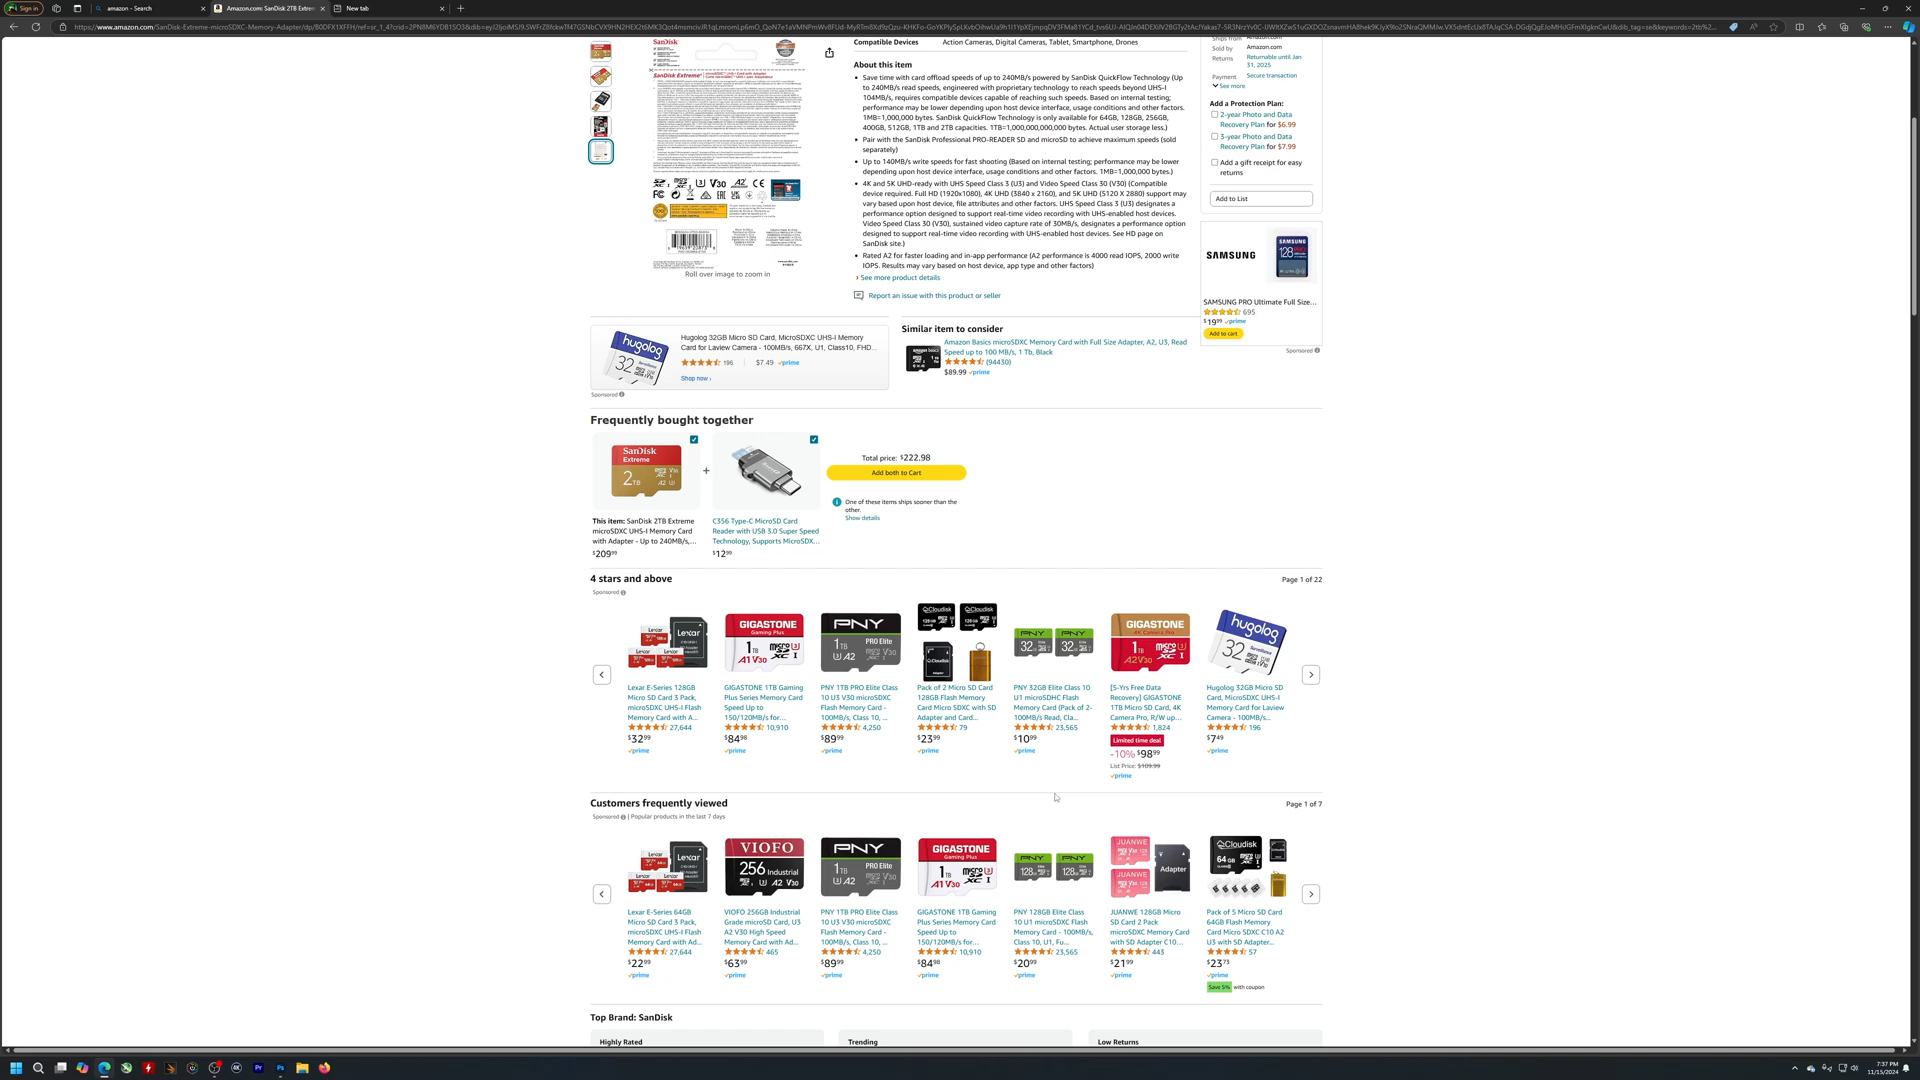 Sign in
amazon - Search
Amazon.com: SanDisk 2TB Extrem
New tab
Compatible Devices Action Cameras, Digital Cameras, Tablet, Smartphone, Drones
About this item
Save time with card offload speeds of up to 240MB/s powered by SanDisk QuickFlow Technology (Up
to 240MB/s read speeds, engineered with proprietary technology to reach speeds beyond UHS-I
104MB/s, requires compatible devices capable of reaching such speeds. Based on internal testing;
performance may be lower depending upon host device interface, usage conditions and other factors.
1MB=1,000,000 bytes. SanDisk QuickFlow Technology is only available for 64GB, 128GB, 256GB,
400GB, 512GB, 1TB and 2TB capacities. 1TB=1,000,000,000,000 bytes. Actual user storage less.)
Pair with the SanDisk Professional PRO-READER SD and microSD to achieve maximum speeds (sold
separately)
Up to 140MB/s write speeds for fast shooting (Based on internal testing; performance may be lower
depending upon host device interface, usage conditions and other factors. 1MB=1,000,000 bytes.)
4K and 5K UHD-ready with UHS Speed Class 3 (U3) and Video Speed Class 30 (V30) (Compatible
device required. Full HD (1920x1080), 4K UHD (3840 x 2160), and 5K UHD (5120 X 2880) support may
vary based upon host device, file attributes and other factors. UHS Speed Class 3 (U3) designates a
performance option designed to support real-time video recording with UHS-enabled host devices.
Video Speed Class 30 (V30), sustained video capture rate of 30MB/s, designates a performance option
designed to support real-time video recording with UHS-enabled host devices. See HD page on
SanDisk site.)
Rated A2 for faster loading and in-app performance (A2 performance is 4000 read IOPS, 2000 write
IOPS. Results may vary based on host device, app type and other factors)
› See more product details
Report an issue with this product or seller
Roll over image to zoom in
Ships from Amazon.com
Sold by Amazon.com
Returns Returnable until Jan
31, 2025
Payment Secure transaction
See more
Add a Protection Plan:
2-year Photo and Data
Recovery Plan for $6.99
3-year Photo and Data
Recovery Plan for $7.99
Add a gift receipt for easy
returns
Add to List
SAMSUNG
SAMSUNG
128
SAMSUNG PRO Ultimate Full Size...
695
$19⁹⁹ prime
Add to cart
Sponsored
hugolog
32
Hugolog 32GB Micro SD Card, MicroSDXC UHS-I Memory
Card for Laview Camera - 100MB/s, 667X, U1, Class10, FHD...
196 $7.49 prime
Shop now ›
Sponsored
Similar item to consider
Amazon Basics microSDXC Memory Card with Full Size Adapter, A2, U3, Read
Speed up to 100 MB/s, 1 Tb, Black
(94430)
$89.99 prime
Frequently bought together
SanDisk
Extreme
2TB
+
Total price: $222.98
Add both to Cart
One of these items ships sooner than the
other.
Show details
This item: SanDisk 2TB Extreme
microSDXC UHS-I Memory Card
with Adapter - Up to 240MB/s,...
$209⁹⁹
C356 Type-C MicroSD Card
Reader with USB 3.0 Super Speed
Technology, Supports MicroSDX...
$12⁹⁹
4 stars and above Page 1 of 22
Sponsored
Lexar E-Series 128GB
Micro SD Card 3 Pack,
microSDXC UHS-I Flash
Memory Card with A...
27,644
$32⁹⁹
prime
GIGASTONE 1TB Gaming
Plus Series Memory Card
Speed Up to
150/120MB/s for...
10,910
$84⁹⁸
prime
PNY 1TB PRO Elite Class
10 U3 V30 microSDXC
Flash Memory Card -
100MB/s, Class 10, ...
4,250
$89⁹⁹
prime
Pack of 2 Micro SD Card
128GB Flash Memory
Card Micro SDXC with SD
Adapter and Card...
79
$23⁹⁹
prime
PNY 32GB Elite Class 10
U1 microSDHC Flash
Memory Card (Pack of 2-
100MB/s Read, Cla...
23,565
$10⁹⁹
prime
[5-Yrs Free Data
Recovery] GIGASTONE
1TB Micro SD Card, 4K
Camera Pro, R/W up...
1,824
Limited time deal
-10% $98⁹⁹
List Price: $109.99
prime
Hugolog 32GB Micro SD
Card, MicroSDXC UHS-I
Memory Card for Laview
Camera - 100MB/s...
196
$7⁴⁹
prime
Customers frequently viewed Page 1 of 7
Sponsored | Popular products in the last 7 days
Lexar E-Series 64GB
Micro SD Card 3 Pack,
microSDXC UHS-I Flash
Memory Card with Ad...
27,644
$22⁹⁹
prime
VIOFO 256GB Industrial
Grade microSD Card, U3
A2 V30 High Speed
Memory Card with Ad...
465
$63⁹⁹
prime
PNY 1TB PRO Elite Class
10 U3 V30 microSDXC
Flash Memory Card -
100MB/s, Class 10, ...
4,250
$89⁹⁹
prime
GIGASTONE 1TB Gaming
Plus Series Memory Card
Speed Up to
150/120MB/s for...
10,910
$84⁹⁸
prime
PNY 128GB Elite Class
10 U1 microSDXC Flash
Memory Card - 100MB/s,
Class 10, U1, Fu...
23,565
$20⁹⁹
prime
JUANWE 128GB Micro
SD Card 2 Pack
microSDXC Memory Card
with SD Adapter C10...
443
$21⁹⁹
prime
Pack of 5 Micro SD Card
64GB Flash Memory
Card Micro SDXC C10 A2
U3 with SD Adapter...
57
$23⁷³
prime
Save 5% with coupon
Top Brand: SanDisk
Highly Rated
Trending
Low Returns
7:37 PM
11/15/2024